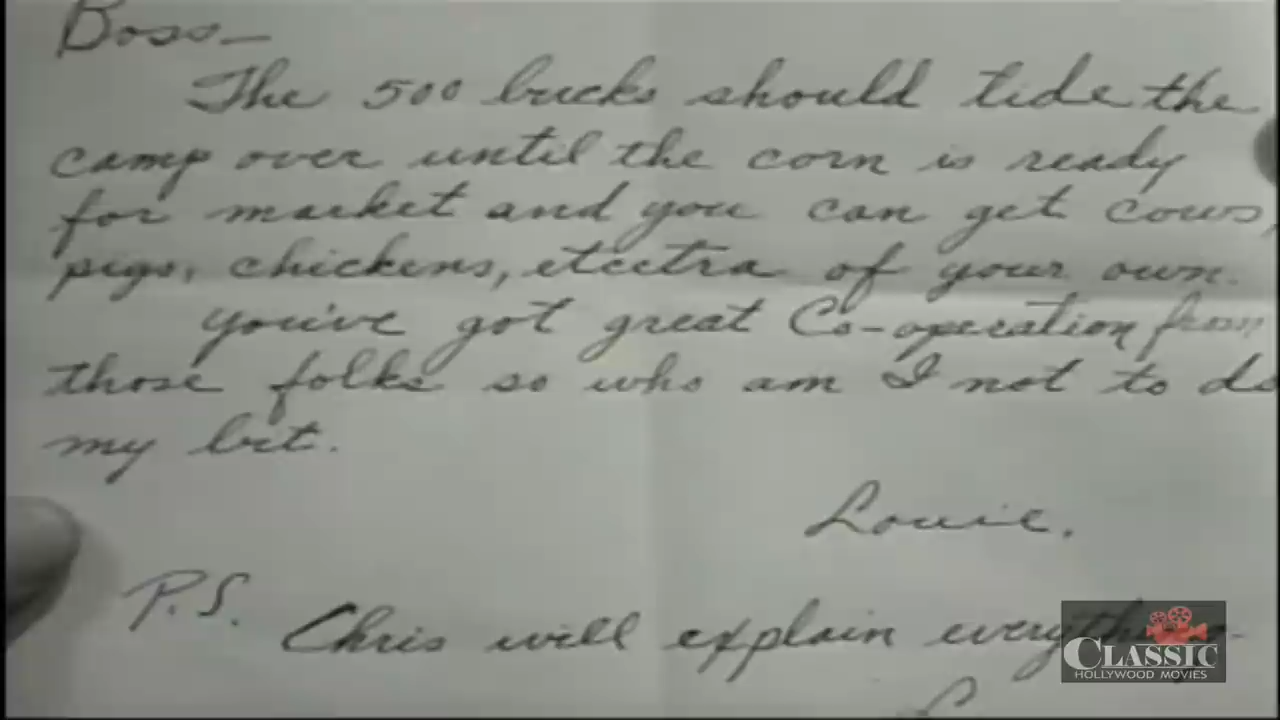 Boss—
The 500 bucks should tide the
camp over until the corn is ready
for market and you can get cows,
pigs, chickens, etcetra of your own.
You've got great Co-operation from
those folks so who am I not to do
my bit.
Louie.
P.S. Chris will explain everything-
L
CLASSIC
HOLLYWOOD MOVIES